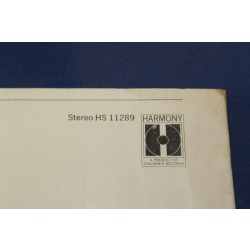 Stereo HS 11289
HARMONY
A PRODUCT OF
COLUMBIA RECORDS